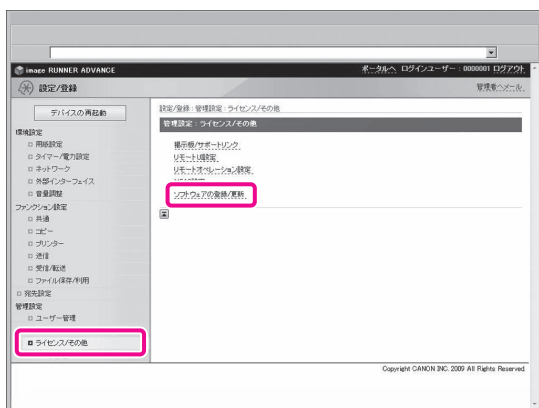 image RUNNER ADVANCE
ポータルへ ログインユーザー : 0000001 ログアウト
設定/登録
管理者へメール
デバイスの再起動
設定/登録 : 管理設定 : ライセンス/その他
管理設定 : ライセンス/その他
環境設定
用紙設定
タイマー/電力設定
ネットワーク
外部インターフェイス
音量調整
ファンクション設定
共通
コピー
プリンター
送信
受信/転送
ファイル保存/利用
宛先設定
管理設定
ユーザー管理
ライセンス/その他
掲示板/サポートリンク
リモートUI設定
リモートオペレーション設定
ソフトウェアの登録/更新
Copyright CANON INC. 2009 All Rights Reserved